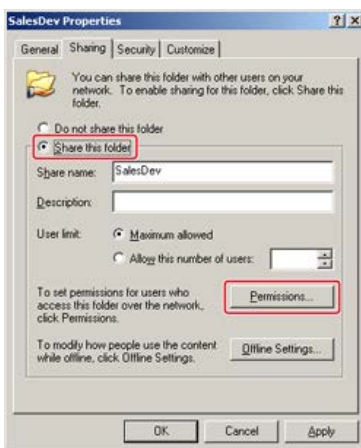 SalesDev Properties
General Sharing Security Customize
You can share this folder with other users on your
network. To enable sharing for this folder, click Share this
folder.
Do not share this folder
Share this folder
Share name: SalesDev
Description:
User limit: Maximum allowed
Allow this number of users:
To set permissions for users who
access this folder over the network,
click Permissions.
Permissions...
To modify how people use the content
while offline, click Offline Settings.
Offline Settings...
OK Cancel Apply